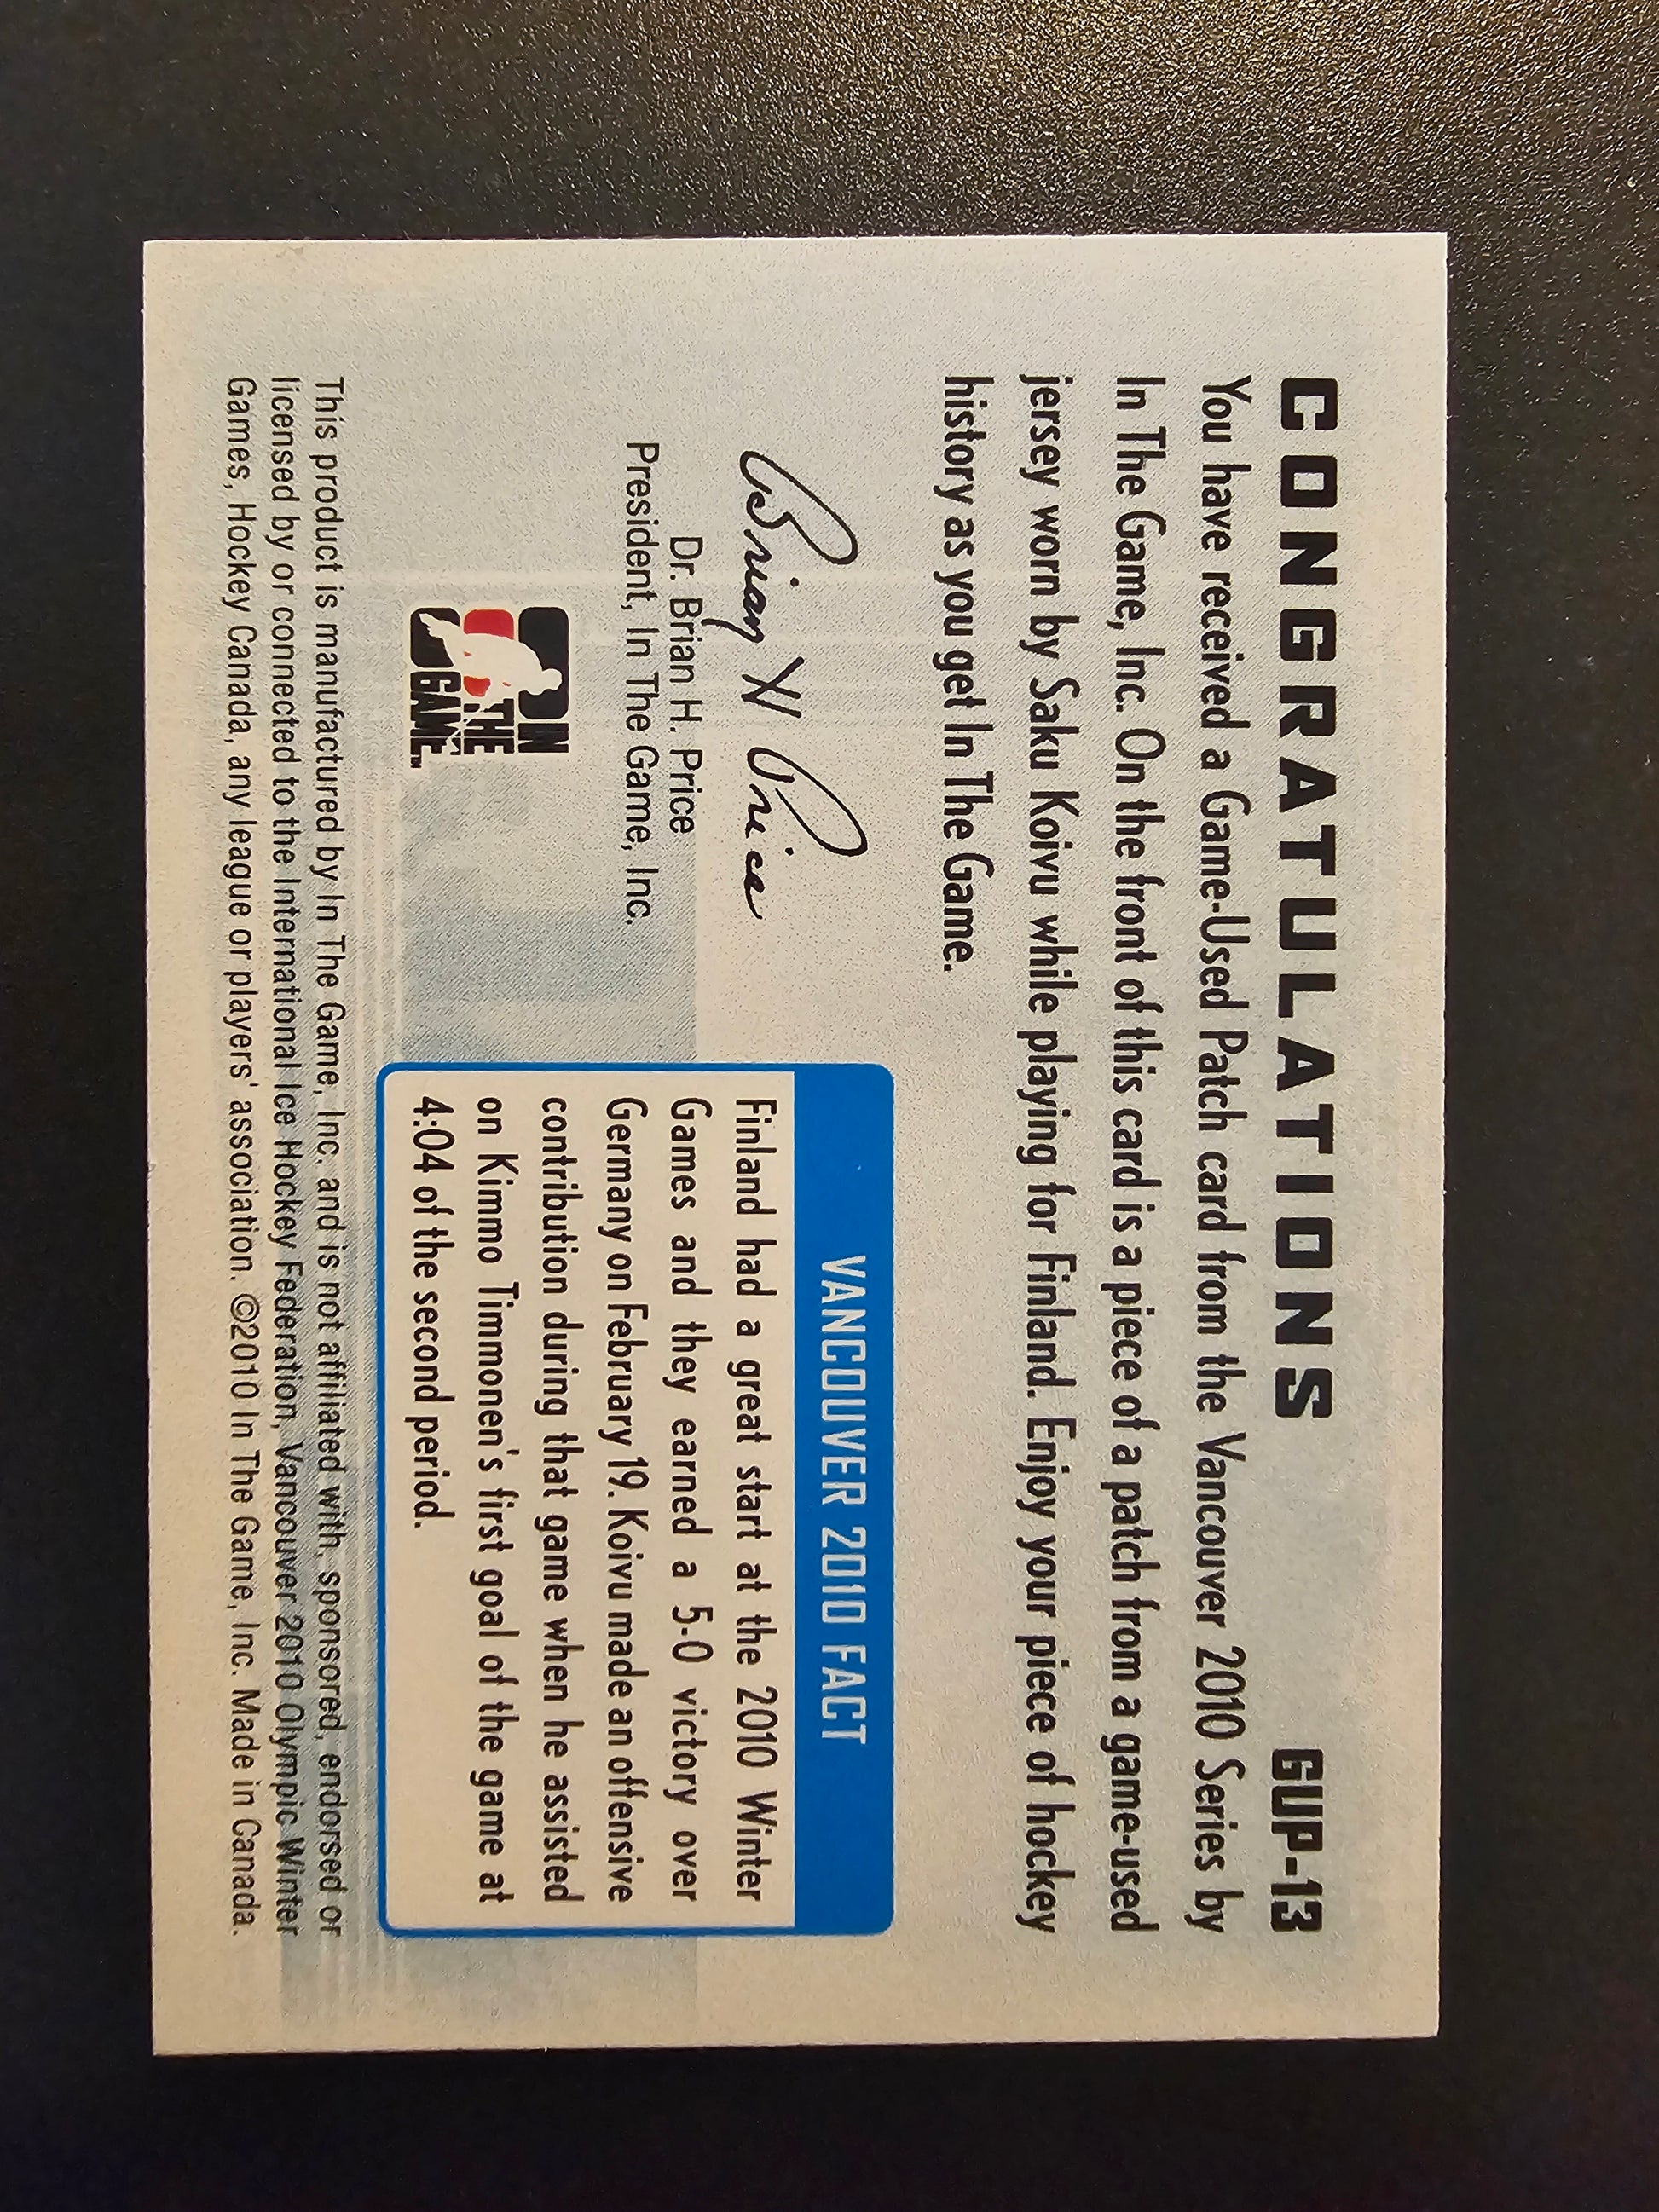 CONGRATULATIONS GUP-13
You have received a Game-Used Patch card from the Vancouver 2010 Series by
In The Game, Inc. On the front of this card is a piece of a patch from a game-used
jersey worn by Saku Koivu while playing for Finland. Enjoy your piece of hockey
history as you get In The Game.
Brian H Price
Dr. Brian H. Price
President, In The Game, Inc.
IN
THE
GAME
VANCOUVER 2010 FACT
Finland had a great start at the 2010 Winter
Games and they earned a 5-0 victory over
Germany on February 19. Koivu made an offensive
contribution during that game when he assisted
on Kimmo Timmonen's first goal of the game at
4:04 of the second period.
This product is manufactured by In The Game, Inc. and is not affiliated with, sponsored, endorsed or
licensed by or connected to the International Ice Hockey Federation, Vancouver 2010 Olympic Winter
Games, Hockey Canada, any league or players' association. ©2010 In The Game, Inc. Made in Canada.